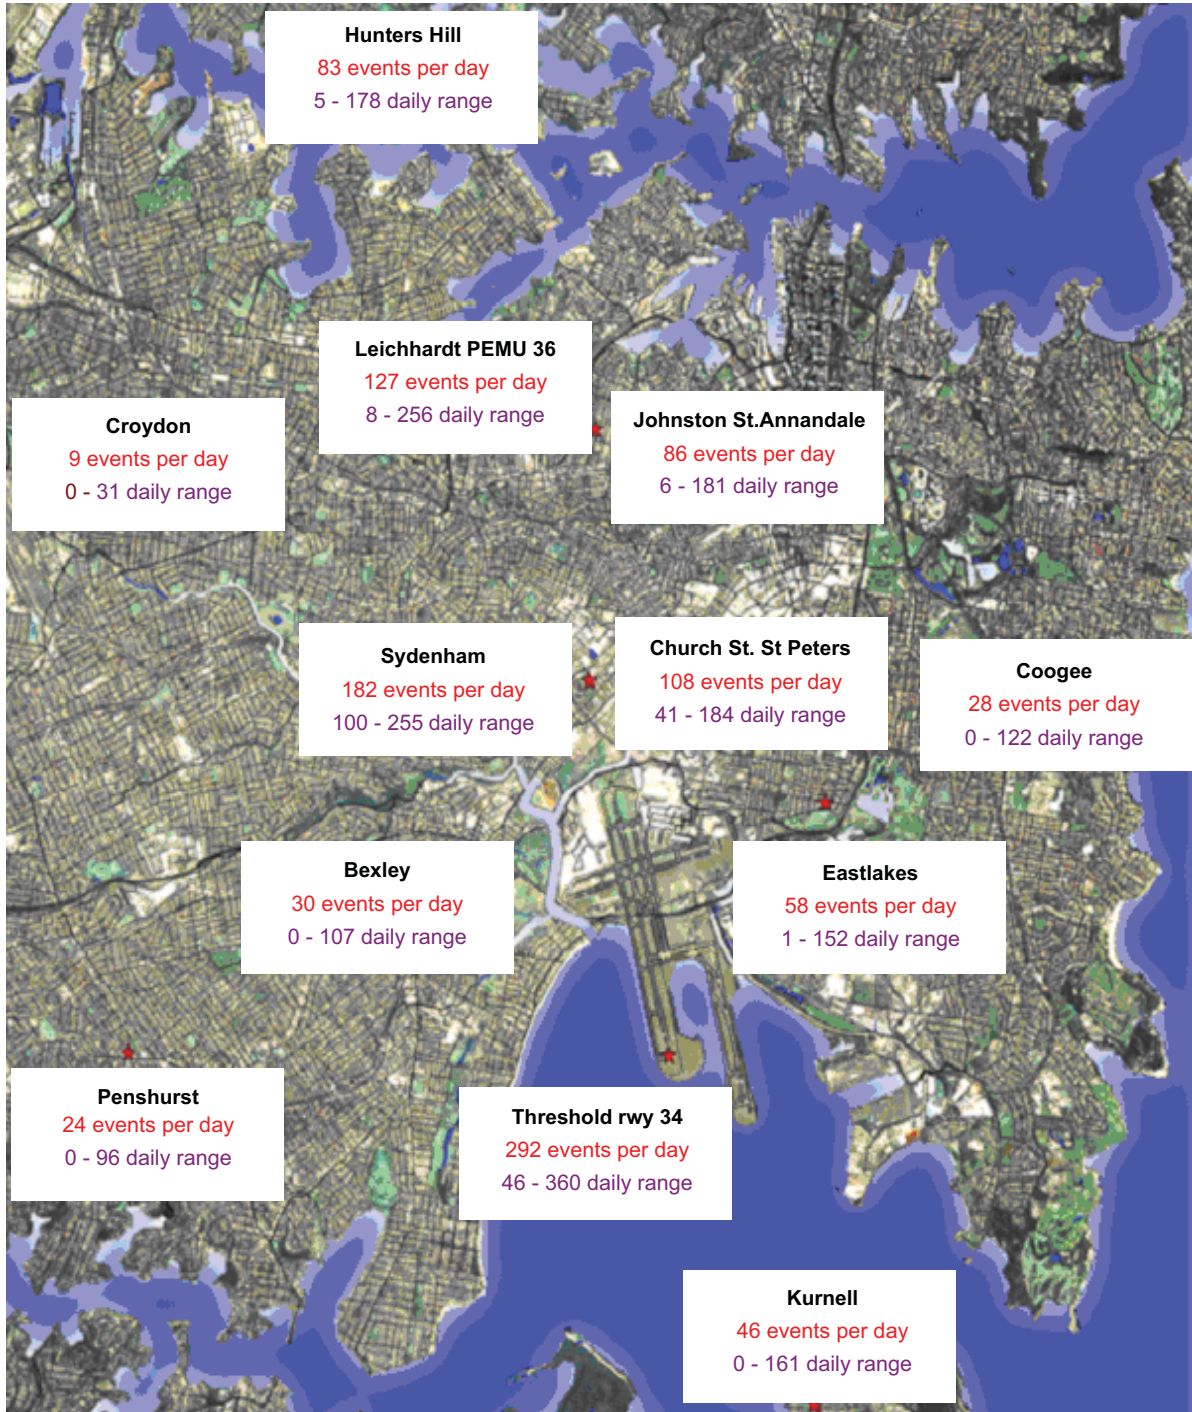 Hunters Hill
83 events per day
5 - 178 daily range
Leichhardt PEMU 36
127 events per day
8 - 256 daily range
Johnston St.Annandale
86 events per day
6 - 181 daily range
Croydon
9 events per day
0 - 31 daily range
Sydenham
182 events per day
100 - 255 daily range
Church St. St Peters
108 events per day
41 - 184 daily range
Coogee
28 events per day
0 - 122 daily range
Bexley
30 events per day
0 - 107 daily range
Eastlakes
58 events per day
1 - 152 daily range
Penshurst
24 events per day
0 - 96 daily range
Threshold rwy 34
292 events per day
46 - 360 daily range
Kurnell
46 events per day
0 - 161 daily range